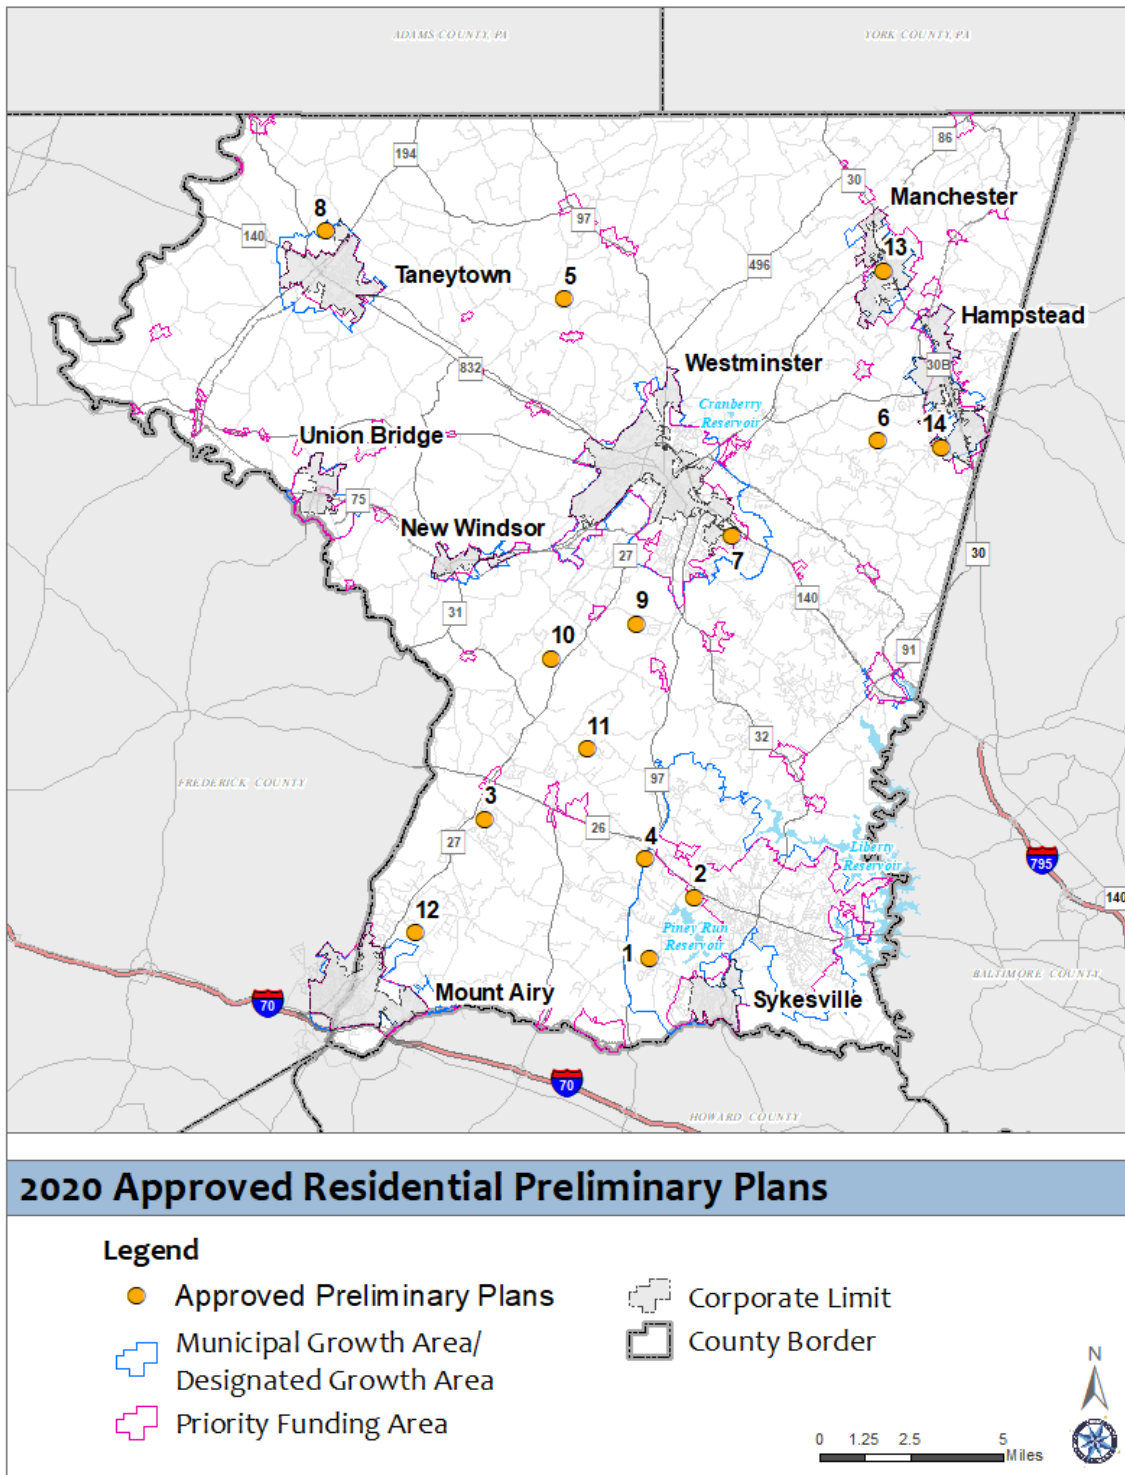 ADAMS COUNTY, PA
YORK COUNTY, PA
86
194
30
Manchester
8
97
140
13
496
Taneytown
5
Hampstead
Westminster
30B
832
Cranberry
Reservoir
6
14
Union Bridge
75
New Windsor
27
7
30
140
9
31
10
91
11
32
97
FREDERICK COUNTY
3
26
27
4
Liberty
Reservoir
795
2
140
12
Piney Run
Reservoir
1
BALTIMORE COUNTY
Mount Airy
Sykesville
70
70
HOWARD COUNTY
2020 Approved Residential Preliminary Plans
Legend
Approved Preliminary Plans
Corporate Limit
Municipal Growth Area/
Designated Growth Area
County Border
Priority Funding Area
N
0 1.25 2.5 5
Miles